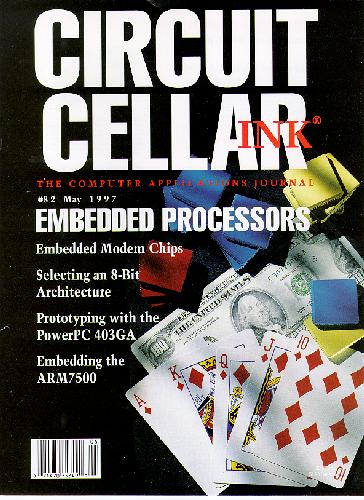 CIRCUIT
CELLAR
INK®
THE COMPUTER APPLICATIONS JOURNAL
#82 May 1997
EMBEDDED PROCESSORS
Embedded Modem Chips
Selecting an 8-Bit
Architecture
Prototyping with the
PowerPC 403GA
Embedding the
ARM7500
A
K
Q
J
10